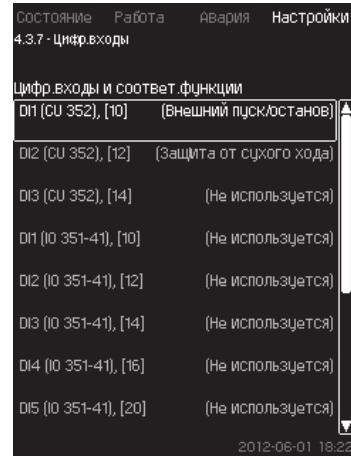 Состояние Работа Авария Настройки
4.3.7 - Цифр.входы
Цифр.входы и соответ.функции
DI1 (CU 352), [10] (Внешний пуск/останов)
DI2 (CU 352), [12] (Защита от сухого хода)
DI3 (CU 352), [14] (Не используется)
DI1 (IO 351-41), [10] (Не используется)
DI2 (IO 351-41), [12] (Не используется)
DI3 (IO 351-41), [14] (Не используется)
DI4 (IO 351-41), [16] (Не используется)
DI5 (IO 351-41), [20] (Не используется)
2012-06-01 18:22